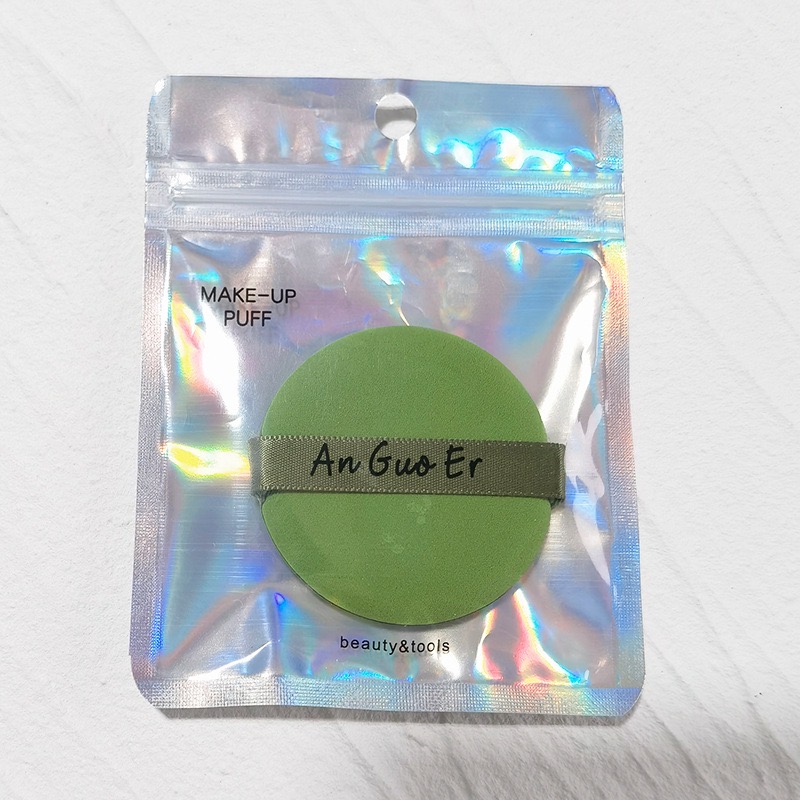 MAKE-UP
PUFF
An Guo Er
beauty&tools